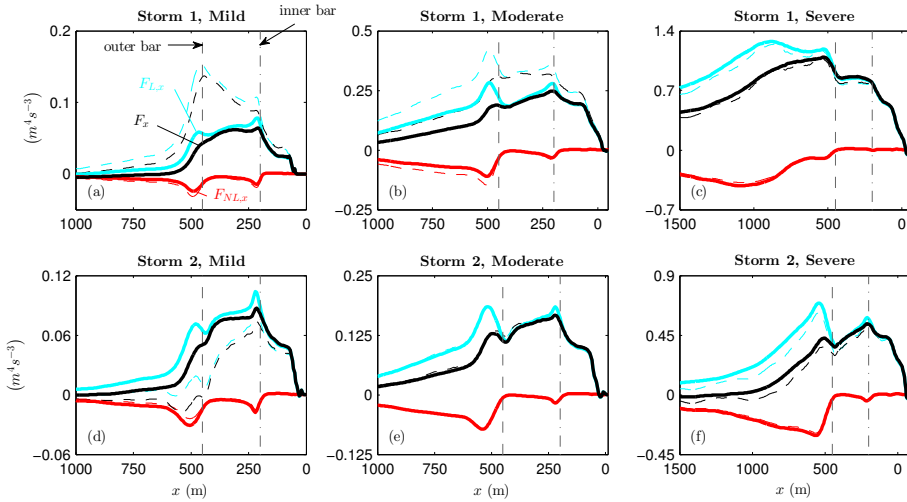 Storm 1, Mild
inner bar
Storm 1, Moderate
Storm 1, Severe
outer bar
0.2
0.1
0
(m⁴s⁻³)
F_{L,x}
F_x
F_{NL,x}
(a)
1000 750 500 250 0
0.5
0.25
0
−0.25
(b)
1000 750 500 250 0
1.4
0.7
0
−0.7
(c)
1500 1000 500 0
Storm 2, Mild
Storm 2, Moderate
Storm 2, Severe
0.12
0.06
0
−0.06
(m⁴s⁻³)
(d)
1000 750 500 250 0
x (m)
0.25
0.125
0
−0.125
(e)
1000 750 500 250 0
x (m)
0.9
0.45
0
−0.45
(f)
1500 1000 500 0
x (m)